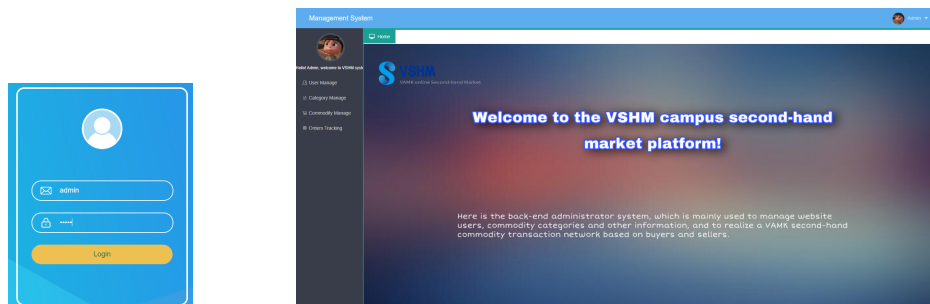 admin
Login
Management System
Admin
Home
Hello! Admin, welcome to VSHM syst
User Manage
Category Manage
Commodity Manage
Orders Tracking
VSHM
VAMK online Second-hand Market
Welcome to the VSHM campus second-hand
market platform!
Here is the back-end administrator system, which is mainly used to manage website
users, commodity categories and other information, and to realize a VAMK second-hand
commodity transaction network based on buyers and sellers.